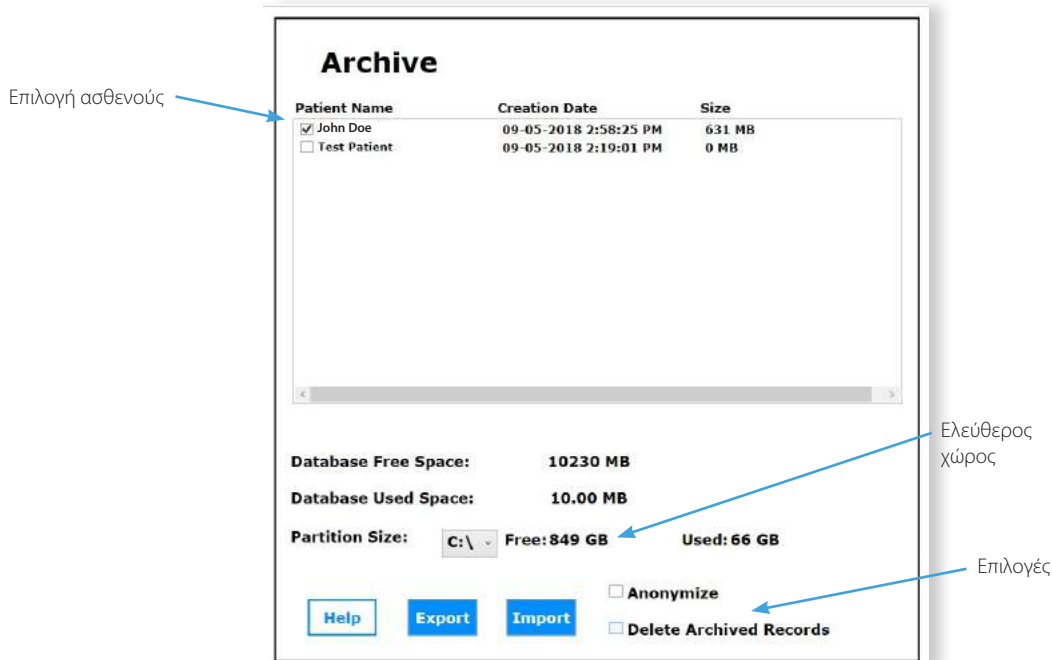 Archive
Επιλογή ασθενούς
Patient Name Creation Date Size
John Doe 09-05-2018 2:58:25 PM 631 MB
Test Patient 09-05-2018 2:19:01 PM 0 MB
Ελεύθερος
χώρος
Database Free Space: 10230 MB
Database Used Space: 10.00 MB
Partition Size: C:\ Free: 849 GB Used: 66 GB
Επιλογές
Anonymize
Help Export Import
Delete Archived Records